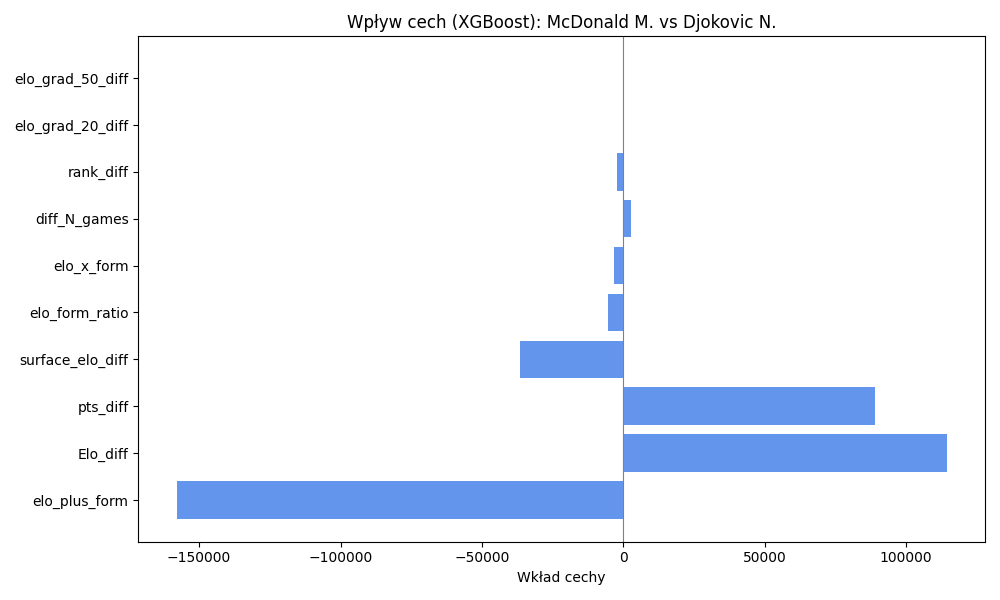 Wpływ cech (XGBoost): McDonald M. vs Djokovic N.
elo_grad_50_diff
elo_grad_20_diff
rank_diff
diff_N_games
elo_x_form
elo_form_ratio
surface_elo_diff
pts_diff
Elo_diff
elo_plus_form
−150000 −100000 −50000 0 50000 100000
Wkład cechy